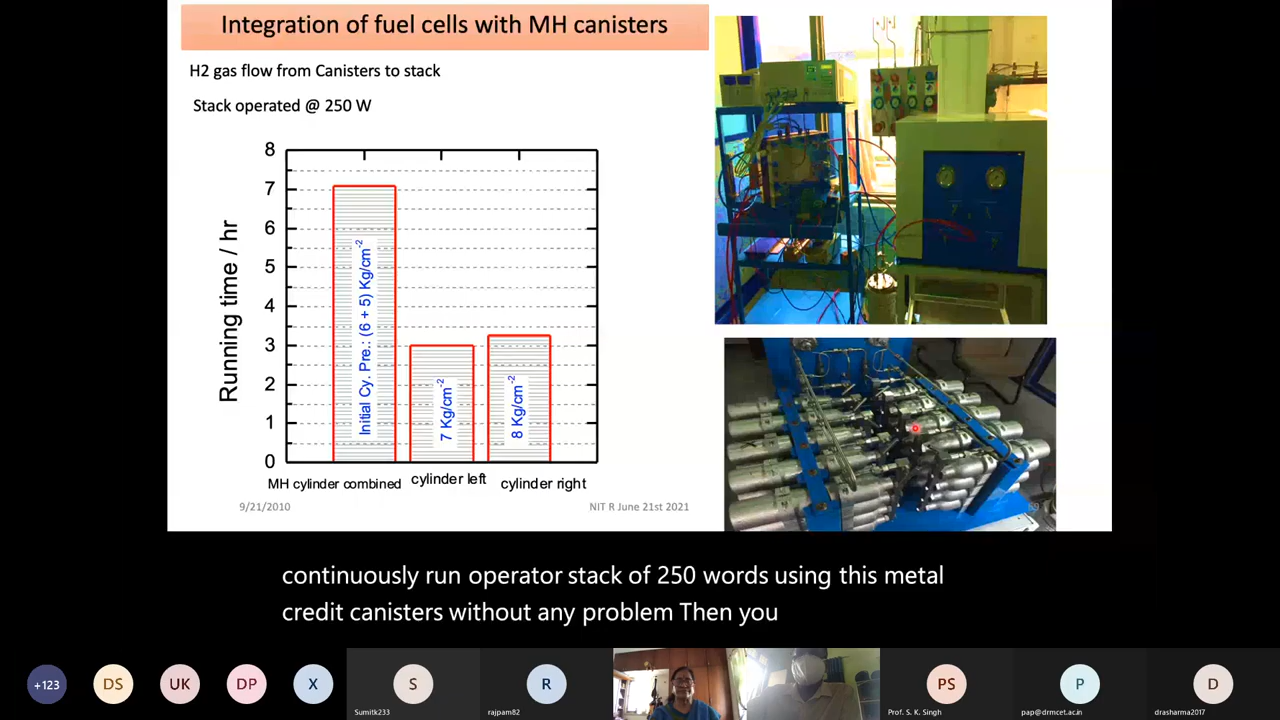 Integration of fuel cells with MH canisters
H2 gas flow from Canisters to stack
Stack operated @ 250 W
8
7
6
5
4
3
2
1
0
Running time / hr
Initial Cy. Pre.: (6 + 5) Kg/cm-2
7 Kg/cm-2
8 Kg/cm-2
MH cylinder combined
cylinder left
cylinder right
9/21/2010
NIT R June 21st 2021
69
continuously run operator stack of 250 words using this metal
credit canisters without any problem Then you
+123
DS
UK
DP
X
S
Sumitk233
R
rajpam82
PS
Prof. S. K. Singh
P
pap@drmcet.ac.in
D
drasharma2017